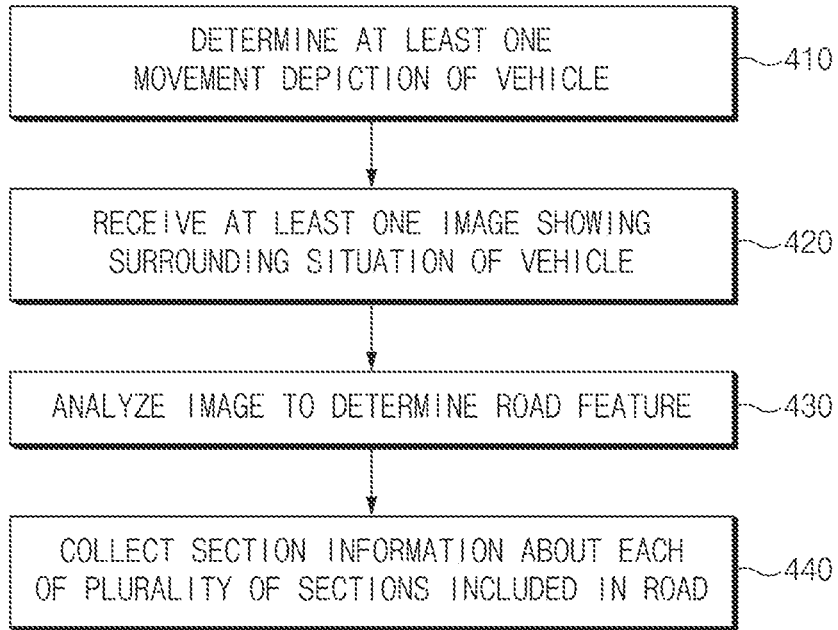 DETERMINE AT LEAST ONE
MOVEMENT DEPICTION OF VEHICLE
410
RECEIVE AT LEAST ONE IMAGE SHOWING
SURROUNDING SITUATION OF VEHICLE
420
ANALYZE IMAGE TO DETERMINE ROAD FEATURE
430
COLLECT SECTION INFORMATION ABOUT EACH
OF PLURALITY OF SECTIONS INCLUDED IN ROAD
440